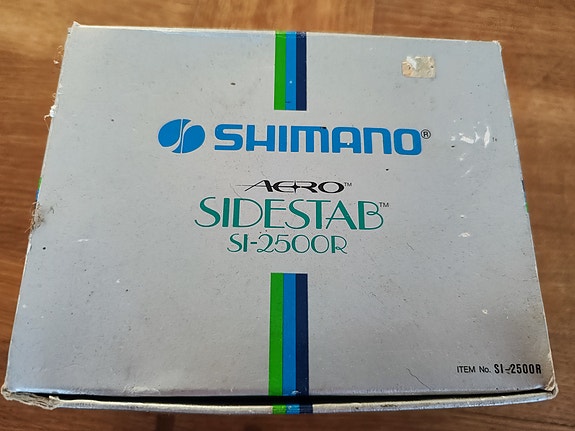 SHIMANO®
AERO™
SIDESTAB™
SI-2500R
ITEM No. SI-2500R